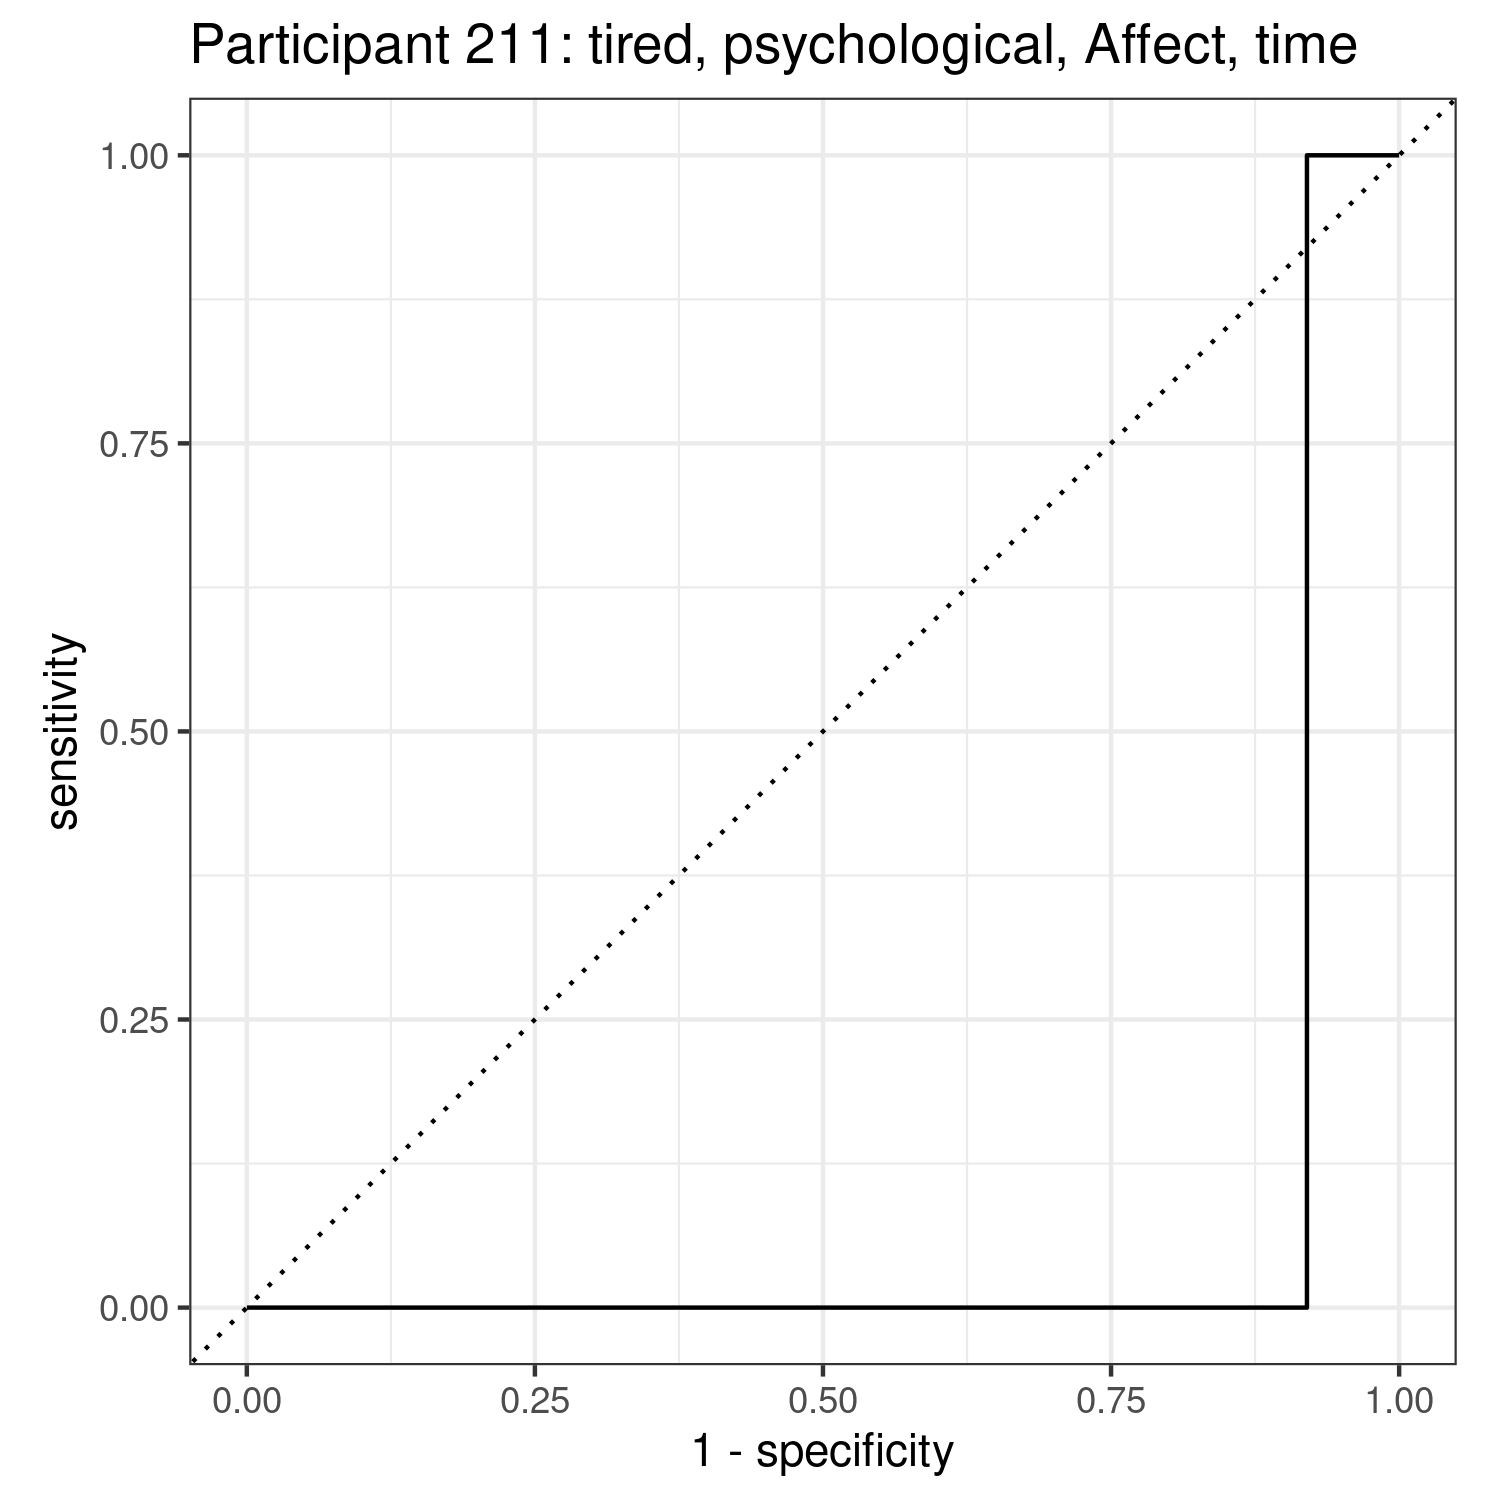 Participant 211: tired, psychological, Affect, time
1.00
0.75
0.50
0.25
0.00
sensitivity
0.00 0.25 0.50 0.75 1.00
1 - specificity